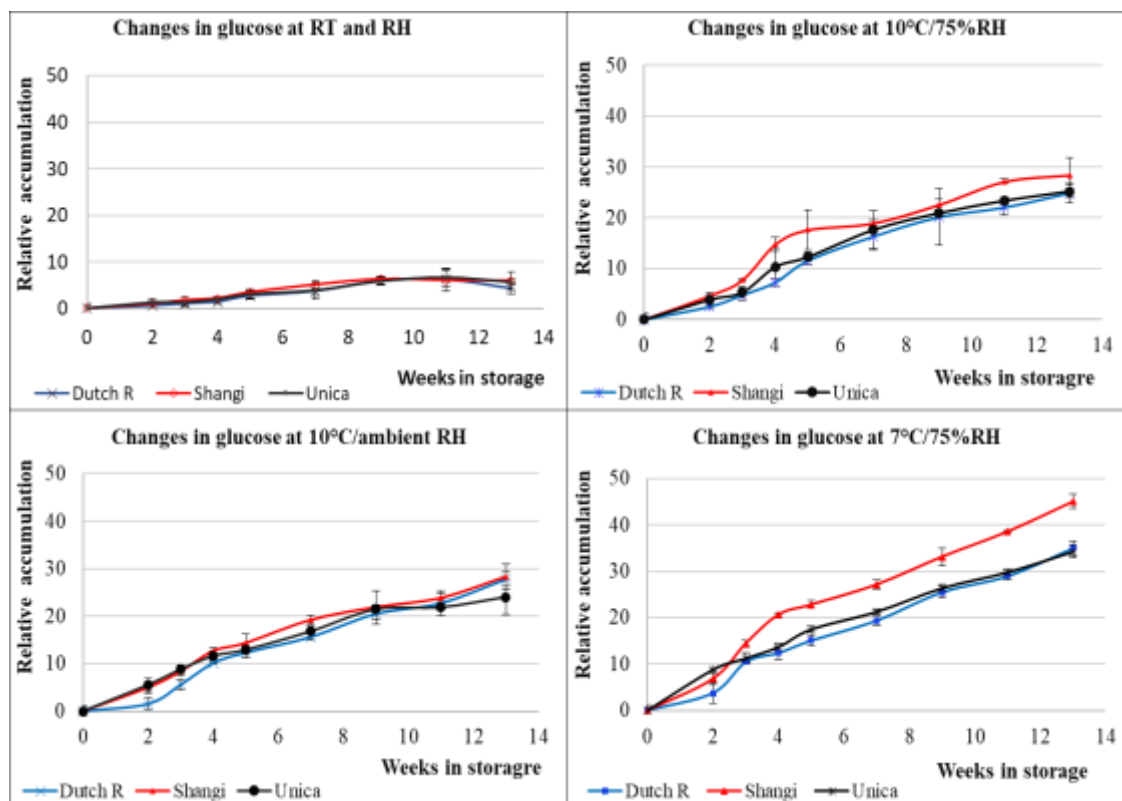 Changes in glucose at RT and RH
Relative accumulation
50
40
30
20
10
0
0 2 4 6 8 10 12 14
Weeks in storage
Dutch R Shangi Unica
Changes in glucose at 10°C/75%RH
Relative accumulation
50
40
30
20
10
0
0 2 4 6 8 10 12 14
Weeks in storagre
Dutch R Shangi Unica
Changes in glucose at 10°C/ambient RH
Relative accumulation
50
40
30
20
10
0
0 2 4 6 8 10 12 14
Weeks in storagre
Dutch R Shangi Unica
Changes in glucose at 7°C/75%RH
Relative accumulation
50
40
30
20
10
0
0 2 4 6 8 10 12 14
Weeks in storage
Dutch R Shangi Unica